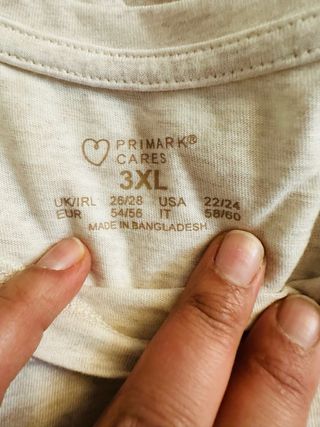 PRIMARK®
CARES
3XL
UK/IRL 26/28 USA 22/24
EUR 54/56 IT 58/60
MADE IN BANGLADESH